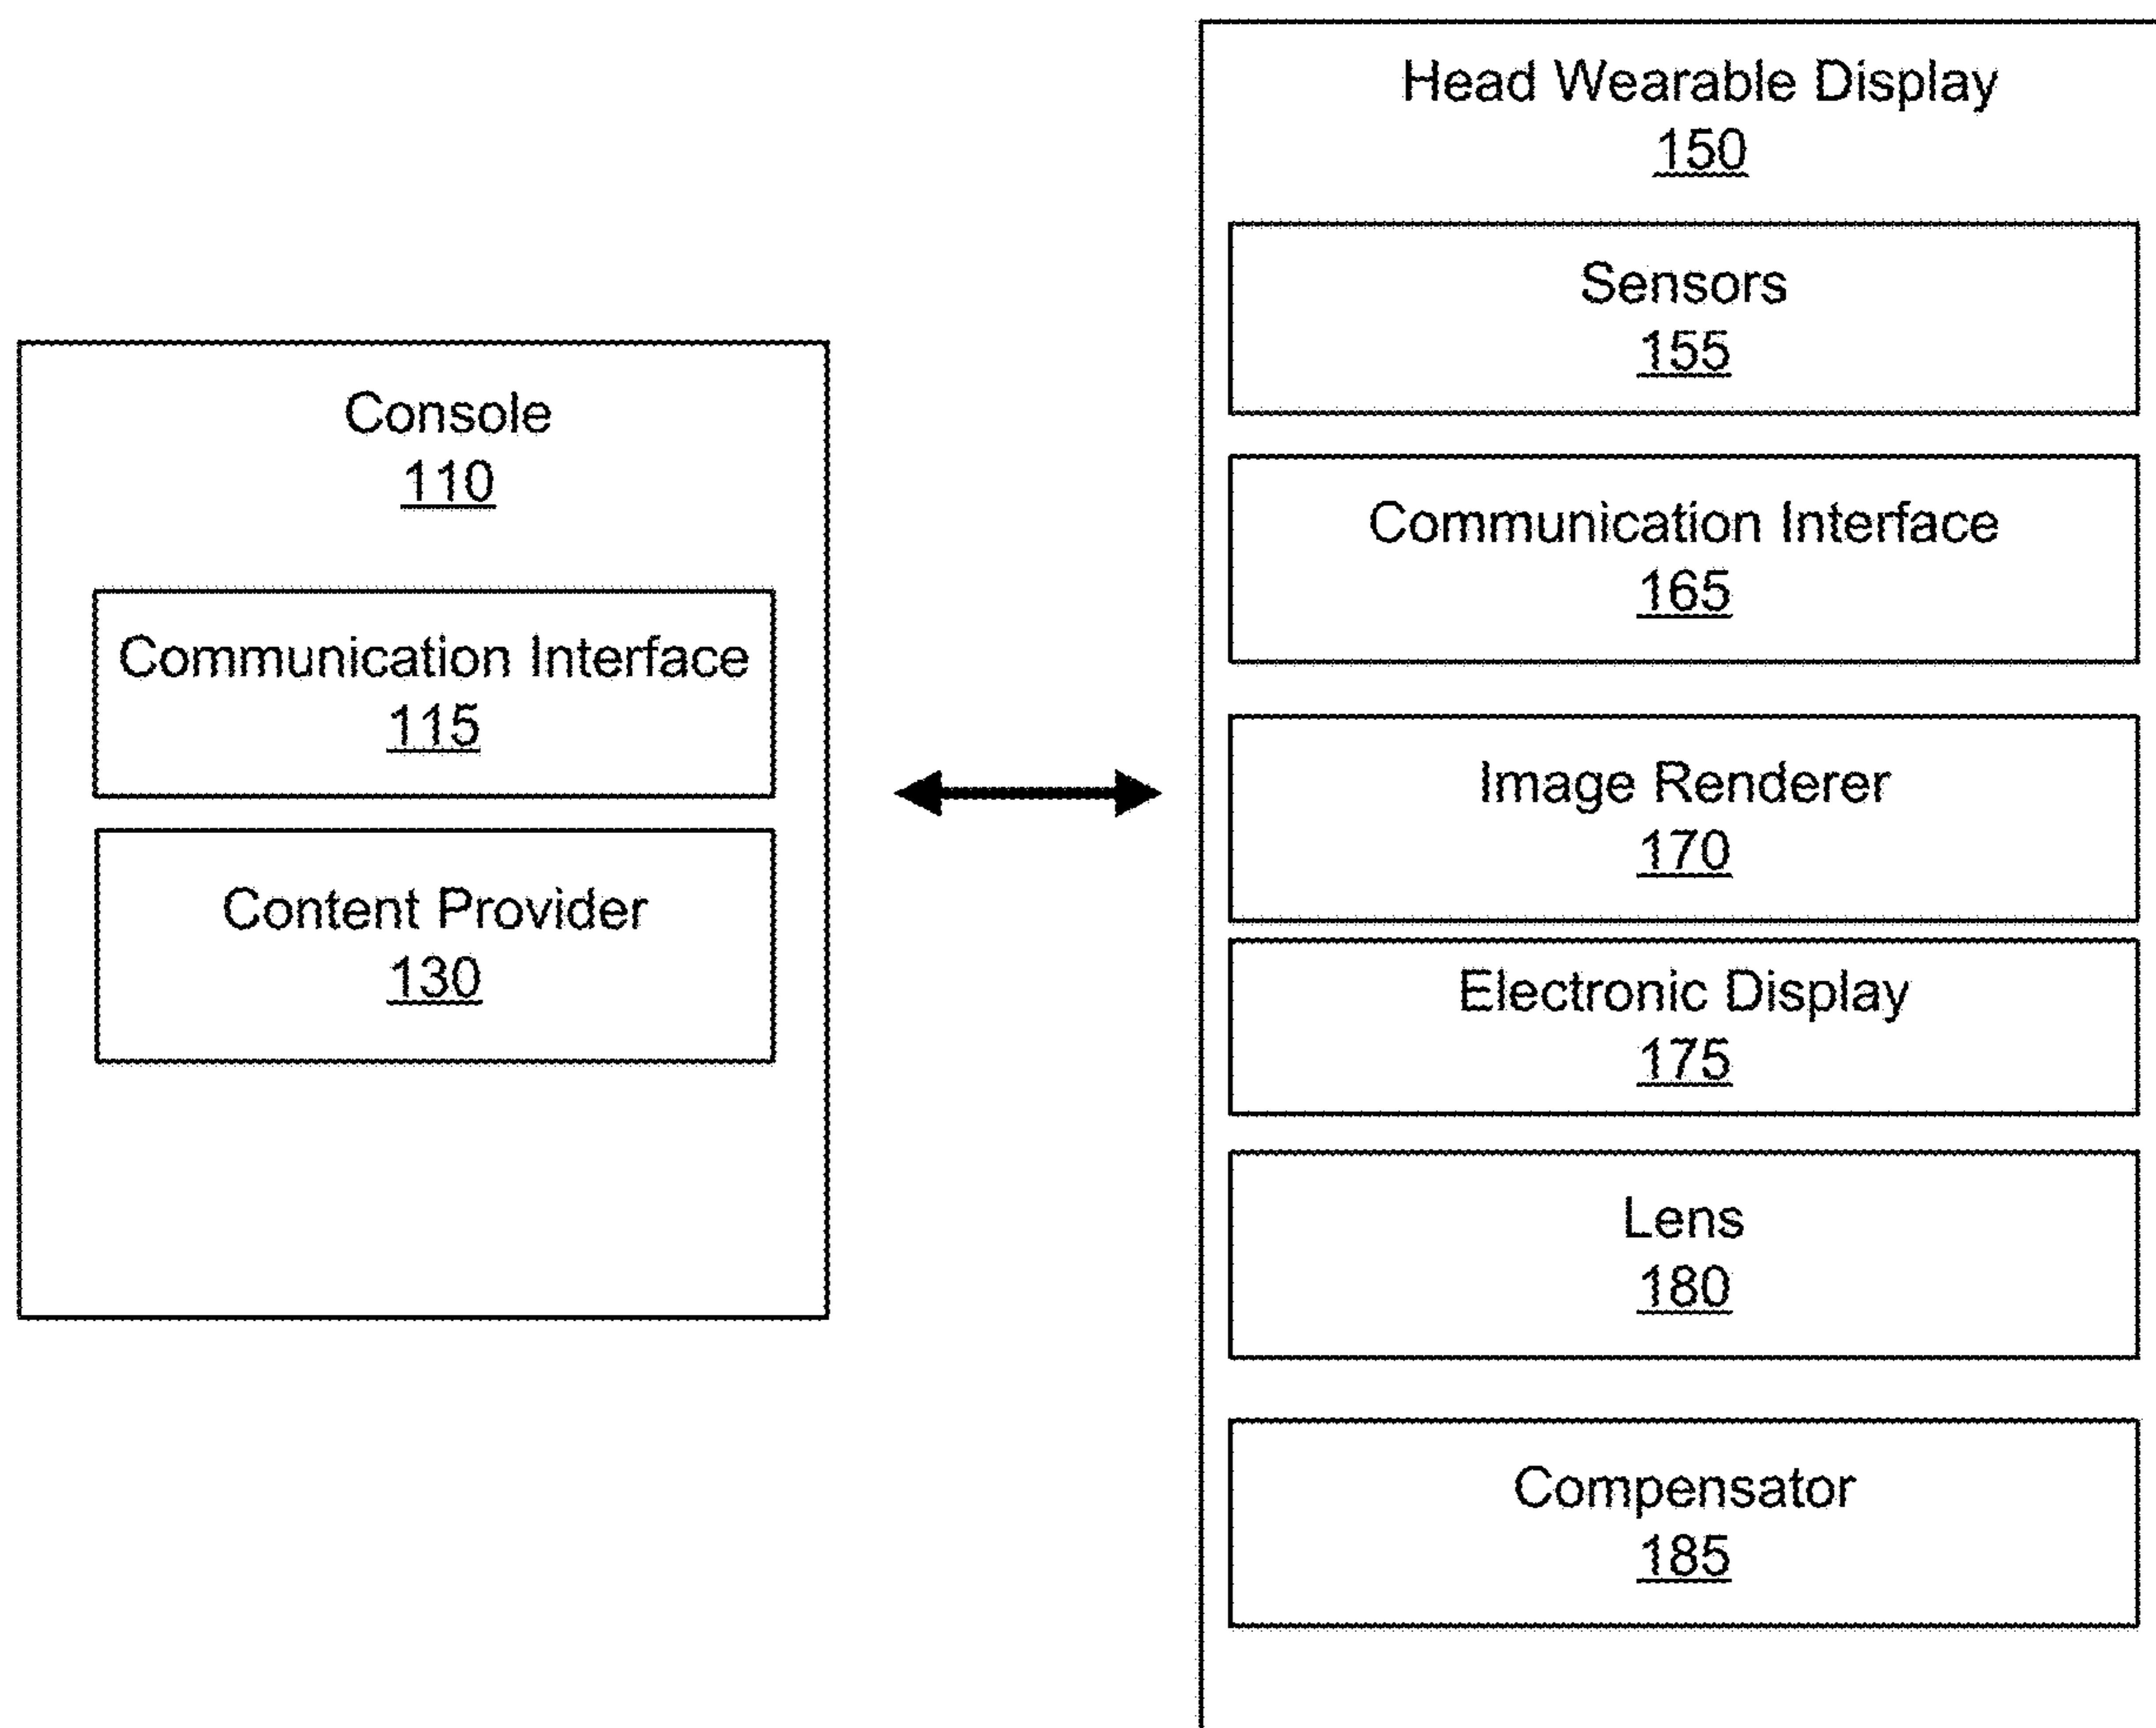 Console
110
Communication Interface
115
Content Provider
130
Head Wearable Display
150
Sensors
155
Communication Interface
165
Image Renderer
170
Electronic Display
175
Lens
180
Compensator
185